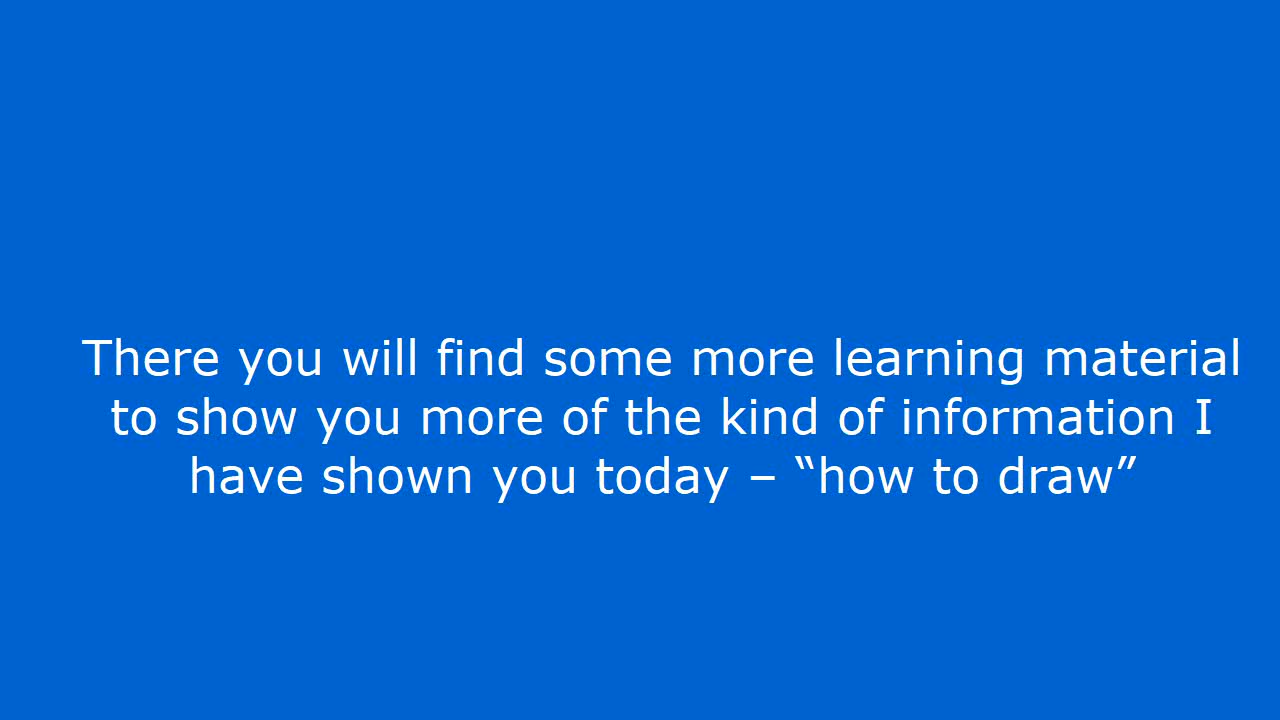 There you will find some more learning material
to show you more of the kind of information I
have shown you today – “how to draw”